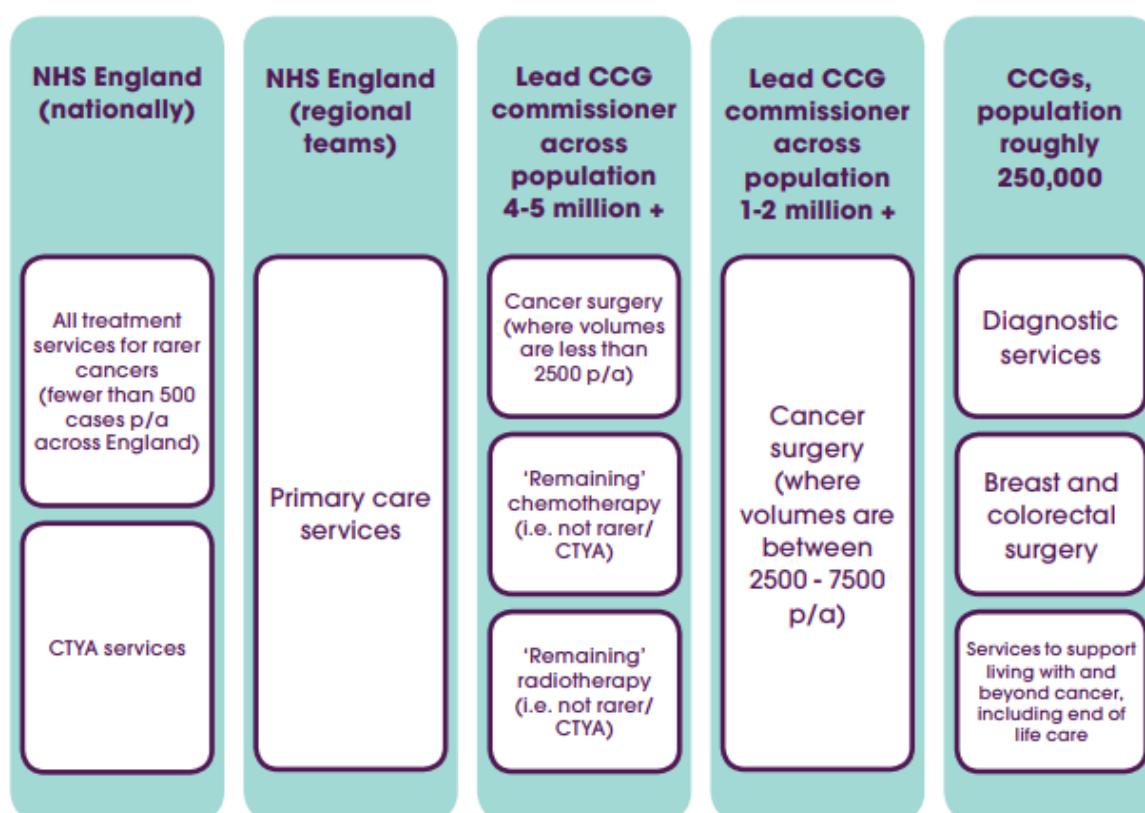 NHS England
(nationally)
All treatment
services for rarer
cancers
(fewer than 500
cases p/a
across England)
CTYA services
NHS England
(regional
teams)
Primary care
services
Lead CCG
commissioner
across
population
4-5 million +
Cancer surgery
(where volumes
are less than
2500 p/a)
‘Remaining’
chemotherapy
(i.e. not rarer/
CTYA)
‘Remaining’
radiotherapy
(i.e. not rarer/
CTYA)
Lead CCG
commissioner
across
population
1-2 million +
Cancer
surgery
(where
volumes are
between
2500 - 7500
p/a)
CCGs,
population
roughly
250,000
Diagnostic
services
Breast and
colorectal
surgery
Services to support
living with and
beyond cancer,
including end of
life care